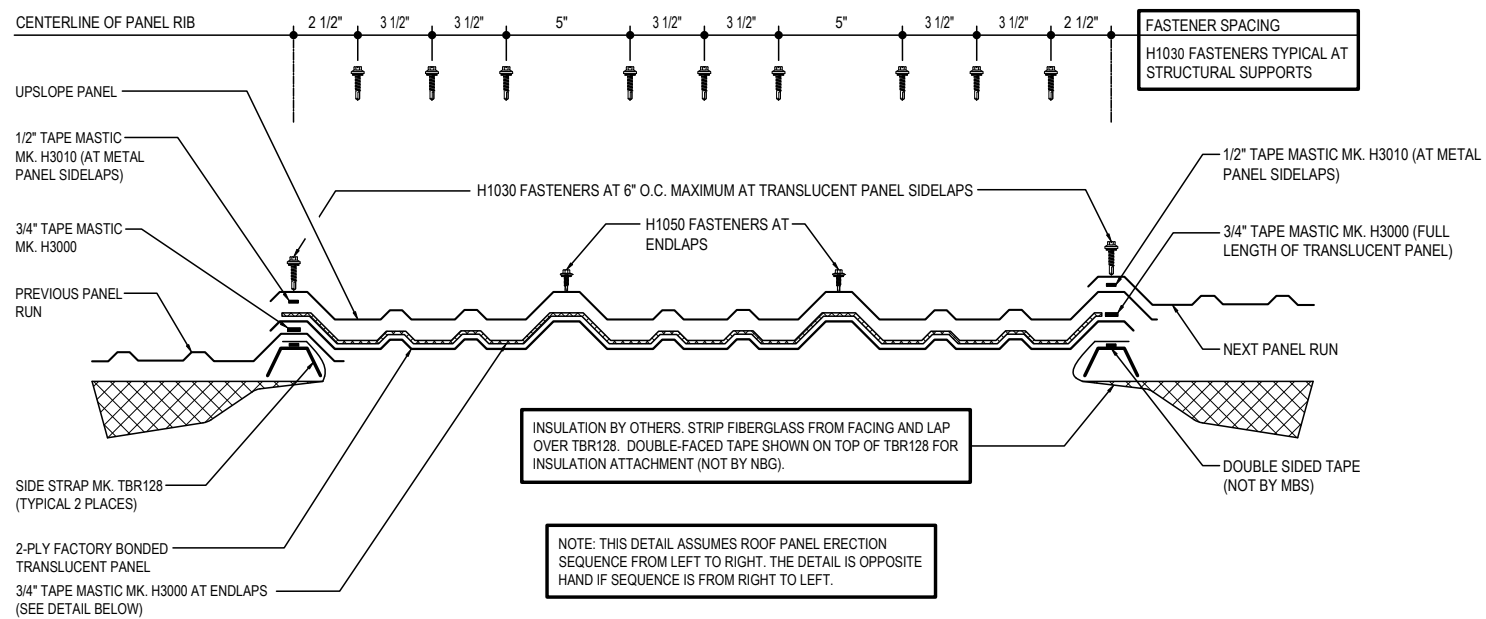 CENTERLINE OF PANEL RIB
2 1/2" 3 1/2" 3 1/2" 5" 3 1/2" 3 1/2" 5" 3 1/2" 3 1/2" 2 1/2"
FASTENER SPACING
H1030 FASTENERS TYPICAL AT
STRUCTURAL SUPPORTS
UPSLOPE PANEL
1/2" TAPE MASTIC
MK. H3010 (AT METAL
PANEL SIDELAPS)
3/4" TAPE MASTIC
MK. H3000
PREVIOUS PANEL
RUN
H1030 FASTENERS AT 6" O.C. MAXIMUM AT TRANSLUCENT PANEL SIDELAPS
H1050 FASTENERS AT
ENDLAPS
1/2" TAPE MASTIC MK. H3010 (AT METAL
PANEL SIDELAPS)
3/4" TAPE MASTIC MK. H3000 (FULL
LENGTH OF TRANSLUCENT PANEL)
NEXT PANEL RUN
INSULATION BY OTHERS. STRIP FIBERGLASS FROM FACING AND LAP
OVER TBR128. DOUBLE-FACED TAPE SHOWN ON TOP OF TBR128 FOR
INSULATION ATTACHMENT (NOT BY NBG).
DOUBLE SIDED TAPE
(NOT BY MBS)
SIDE STRAP MK. TBR128
(TYPICAL 2 PLACES)
2-PLY FACTORY BONDED
TRANSLUCENT PANEL
3/4" TAPE MASTIC MK. H3000 AT ENDLAPS
(SEE DETAIL BELOW)
NOTE: THIS DETAIL ASSUMES ROOF PANEL ERECTION
SEQUENCE FROM LEFT TO RIGHT. THE DETAIL IS OPPOSITE
HAND IF SEQUENCE IS FROM RIGHT TO LEFT.